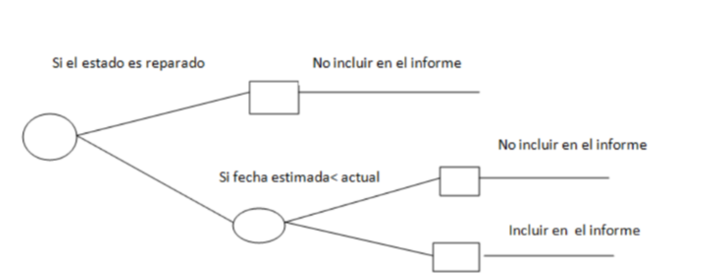 Si el estado es reparado
No incluir en el informe
No incluir en el informe
Si fecha estimada< actual
Incluir en  el informe